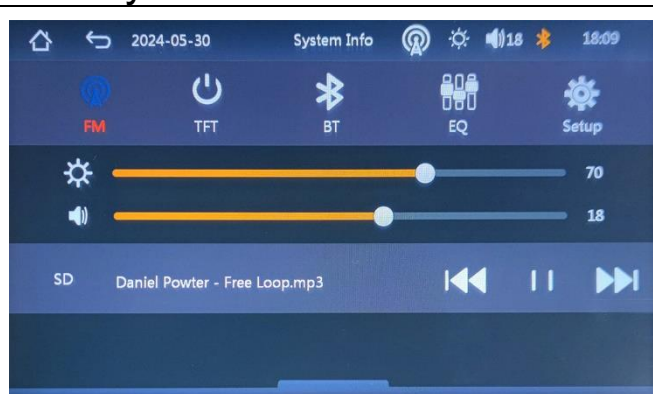 2024-05-30 System Info 18 18:09
FM TFT BT EQ Setup
70
18
SD Daniel Powter - Free Loop.mp3